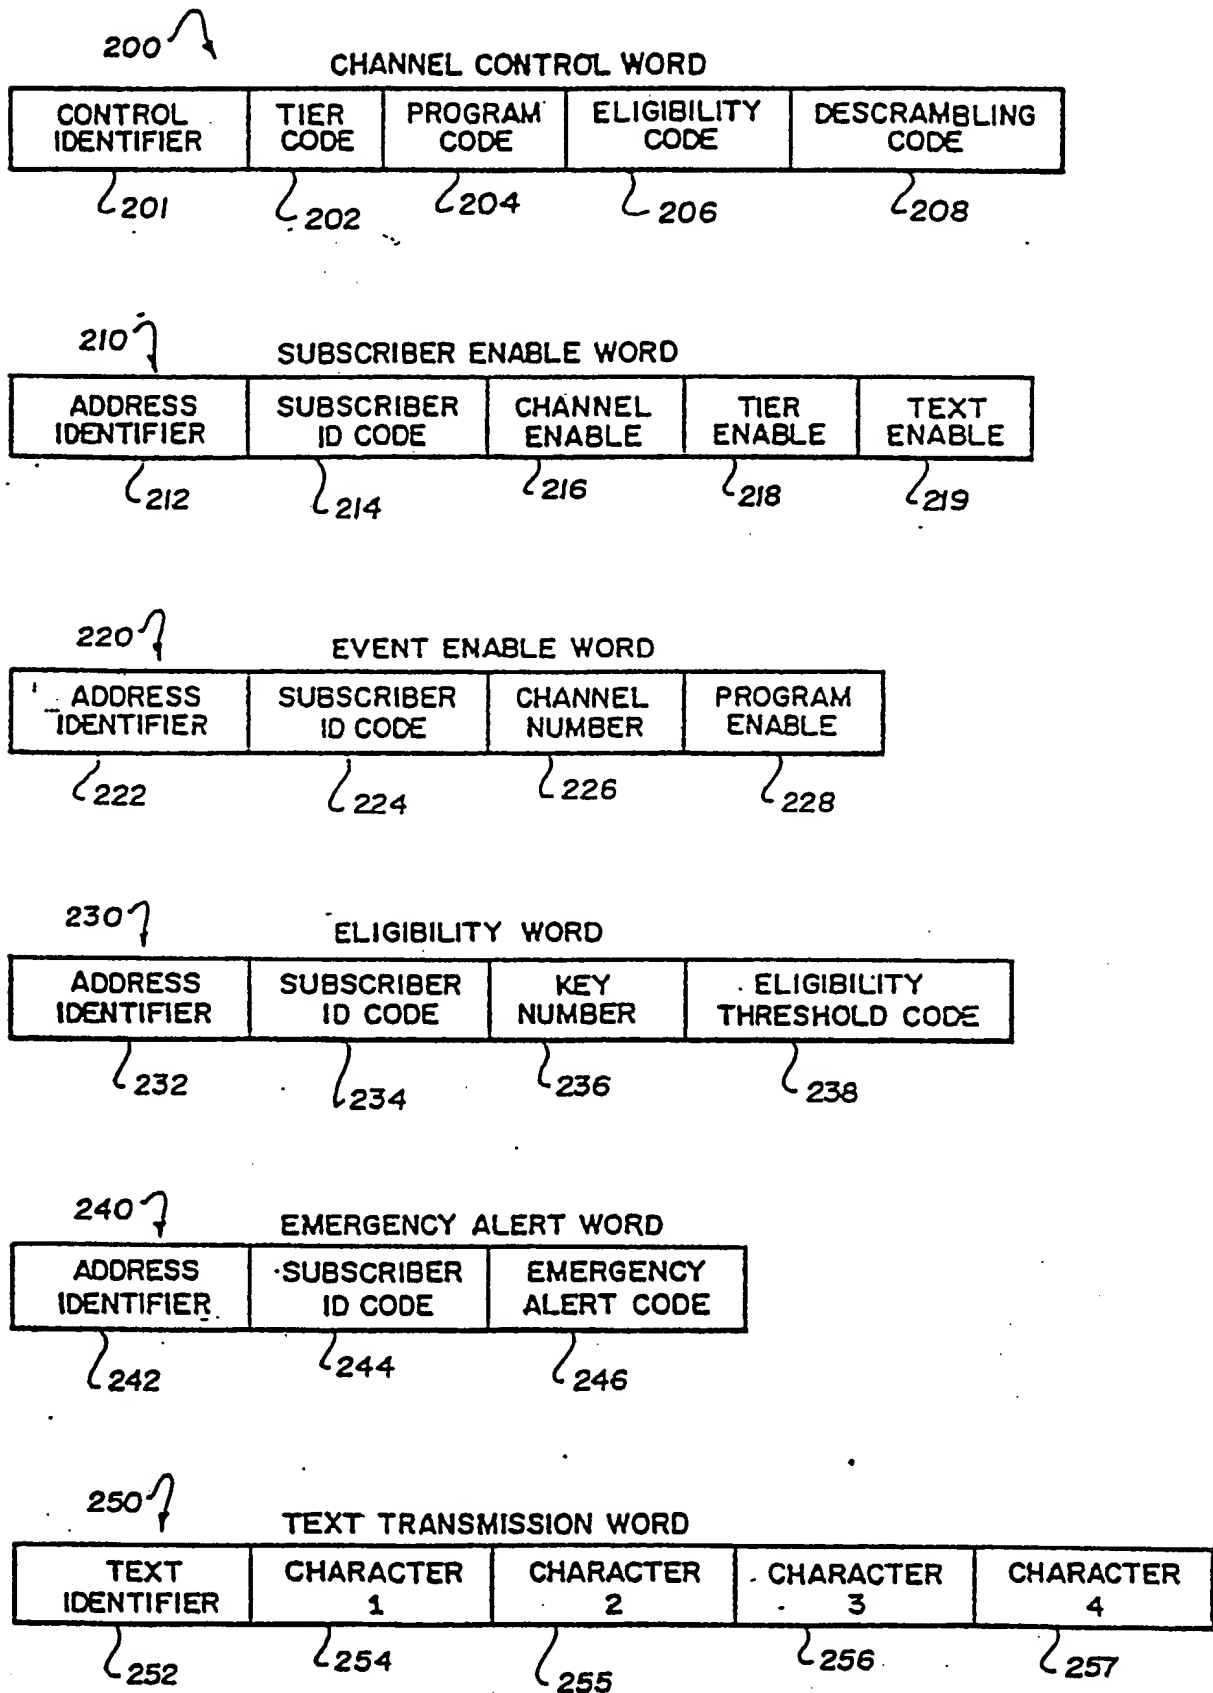 200
CHANNEL CONTROL WORD
CONTROL IDENTIFIER
TIER CODE
PROGRAM CODE
ELIGIBILITY CODE
DESCRAMBLING CODE
201
202
204
206
208
210
SUBSCRIBER ENABLE WORD
ADDRESS IDENTIFIER
SUBSCRIBER ID CODE
CHANNEL ENABLE
TIER ENABLE
TEXT ENABLE
212
214
216
218
219
220
EVENT ENABLE WORD
ADDRESS IDENTIFIER
SUBSCRIBER ID CODE
CHANNEL NUMBER
PROGRAM ENABLE
222
224
226
228
230
ELIGIBILITY WORD
ADDRESS IDENTIFIER
SUBSCRIBER ID CODE
KEY NUMBER
ELIGIBILITY THRESHOLD CODE
232
234
236
238
240
EMERGENCY ALERT WORD
ADDRESS IDENTIFIER
SUBSCRIBER ID CODE
EMERGENCY ALERT CODE
242
244
246
250
TEXT TRANSMISSION WORD
TEXT IDENTIFIER
CHARACTER 1
CHARACTER 2
CHARACTER 3
CHARACTER 4
252
254
255
256
257